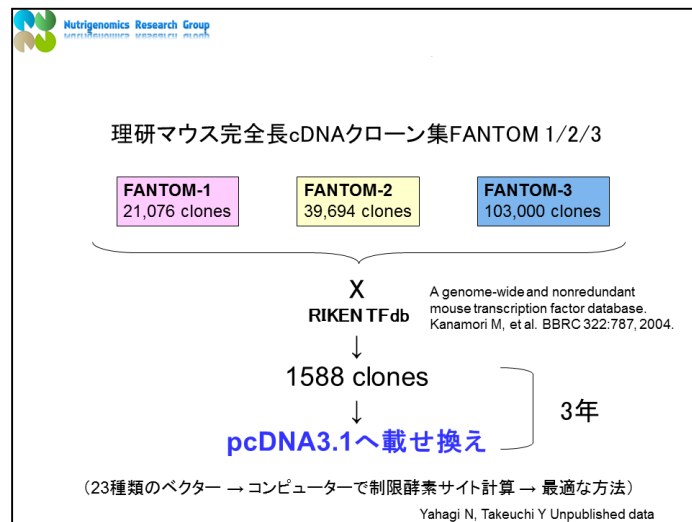 Nutrigenomics Research Group
理研マウス完全長cDNAクローン集FANTOM 1/2/3
FANTOM-1
21,076 clones
FANTOM-2
39,694 clones
FANTOM-3
103,000 clones
X
RIKEN TFdb
A genome-wide and nonredundant
mouse transcription factor database.
Kanamori M, et al. BBRC 322:787, 2004.
↓
1588 clones
↓
pcDNA3.1へ載せ換え
3年
（23種類のベクター → コンピューターで制限酵素サイト計算 → 最適な方法）
Yahagi N, Takeuchi Y Unpublished data